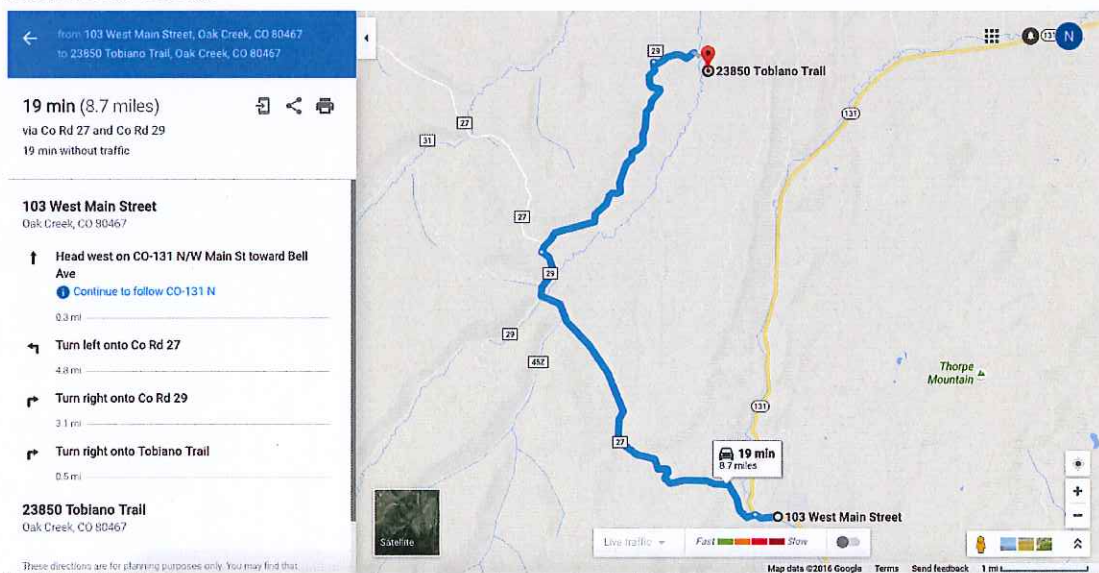 from 103 West Main Street, Oak Creek, CO 80467
to 23850 Tobiano Trail, Oak Creek, CO 80467
19 min (8.7 miles)
via Co Rd 27 and Co Rd 29
19 min without traffic
103 West Main Street
Oak Creek, CO 80467
Head west on CO-131 N/W Main St toward Bell
Ave
Continue to follow CO-131 N
0.3 mi
Turn left onto Co Rd 27
4.8 mi
Turn right onto Co Rd 29
3.1 mi
Turn right onto Tobiano Trail
0.5 mi
23850 Tobiano Trail
Oak Creek, CO 80467
These directions are for planning purposes only. You may find that
29
23850 Tobiano Trail
131
N
131
27
31
27
29
29
452
27
131
Thorpe
Mountain
19 min
8.7 miles
103 West Main Street
Satellite
Live traffic
Fast
Slow
Map data ©2016 Google
Terms
Send feedback
1 mi